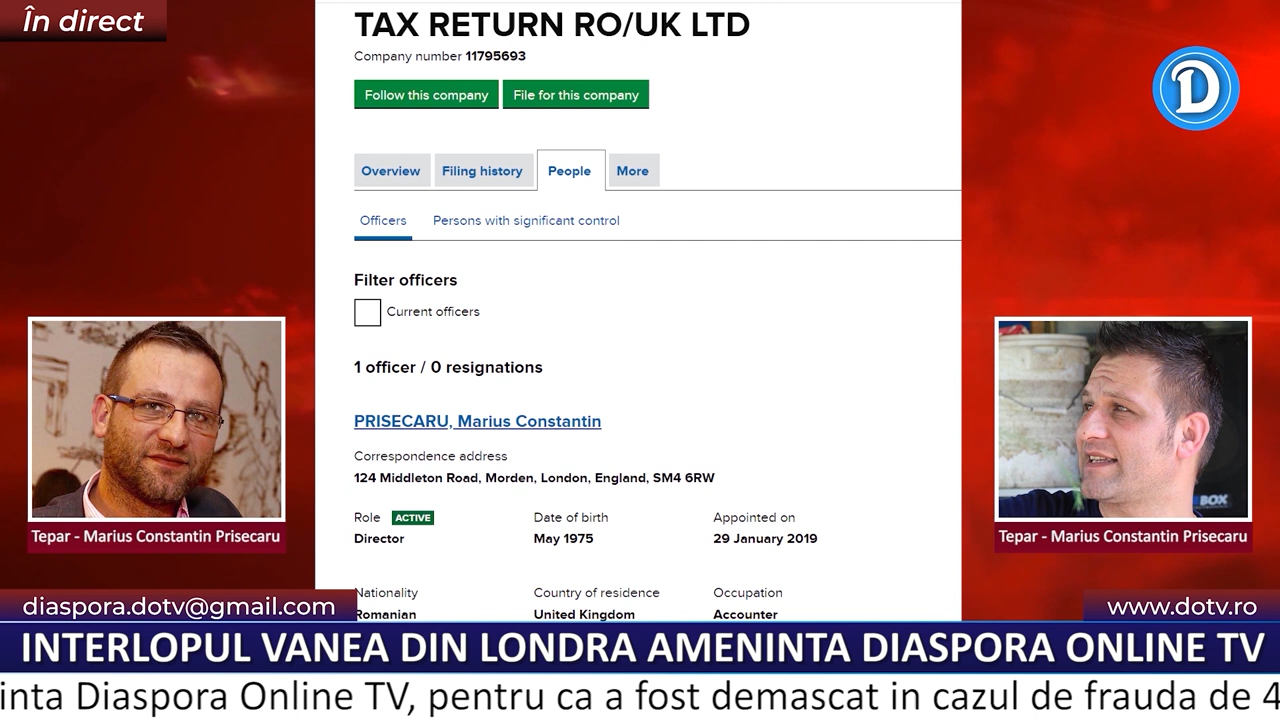 În direct
TAX RETURN RO/UK LTD
Company number 11795693
Follow this company File for this company
D
Overview Filing history People More
Officers Persons with significant control
Filter officers
Current officers
1 officer / 0 resignations
PRISECARU, Marius Constantin
Correspondence address
124 Middleton Road, Morden, London, England, SM4 6RW
Role ACTIVE Date of birth Appointed on
Director May 1975 29 January 2019
BOX
Tepar - Marius Constantin Prisecaru Tepar - Marius Constantin Prisecaru
Nationality Country of residence Occupation
Romanian United Kingdom Accounter
diaspora.dotv@gmail.com www.dotv.ro
INTERLOPUL VANEA DIN LONDRA AMENINTA DIASPORA ONLINE TV
inta Diaspora Online TV, pentru ca a fost demascat in cazul de frauda de 4